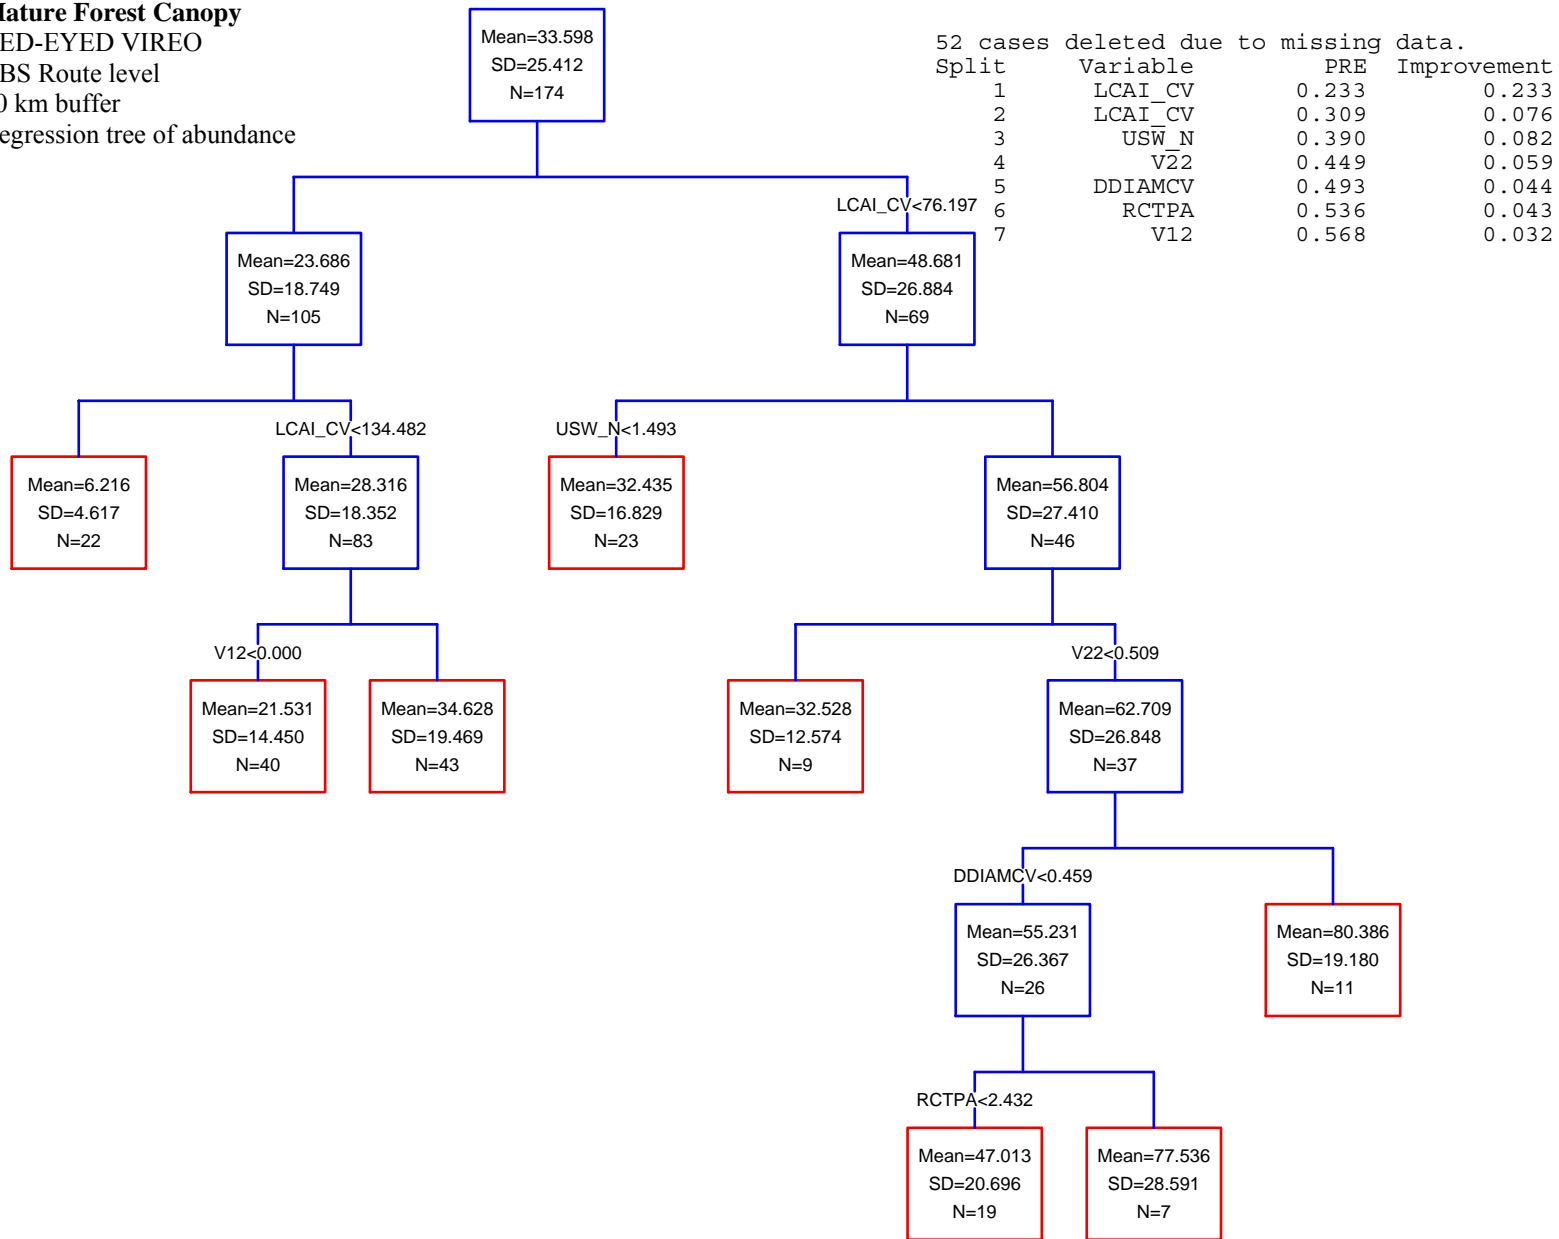 Mature Forest Canopy
ED-EYED VIREO
BS Route level
0 km buffer
egression tree of abundance
52 cases deleted due to missing data.
Split Variable PRE Improvement
1 LCAI_CV 0.233 0.233
2 LCAI_CV 0.309 0.076
3 USW_N 0.390 0.082
4 V22 0.449 0.059
5 DDIAMCV 0.493 0.044
6 RCTPA 0.536 0.043
7 V12 0.568 0.032
Mean=33.598
SD=25.412
N=174
LCAI_CV<76.197
Mean=23.686
SD=18.749
N=105
Mean=48.681
SD=26.884
N=69
LCAI_CV<134.482
USW_N<1.493
Mean=6.216
SD=4.617
N=22
Mean=28.316
SD=18.352
N=83
Mean=32.435
SD=16.829
N=23
Mean=56.804
SD=27.410
N=46
V12<0.000
V22<0.509
Mean=21.531
SD=14.450
N=40
Mean=34.628
SD=19.469
N=43
Mean=32.528
SD=12.574
N=9
Mean=62.709
SD=26.848
N=37
DDIAMCV<0.459
Mean=55.231
SD=26.367
N=26
Mean=80.386
SD=19.180
N=11
RCTPA<2.432
Mean=47.013
SD=20.696
N=19
Mean=77.536
SD=28.591
N=7